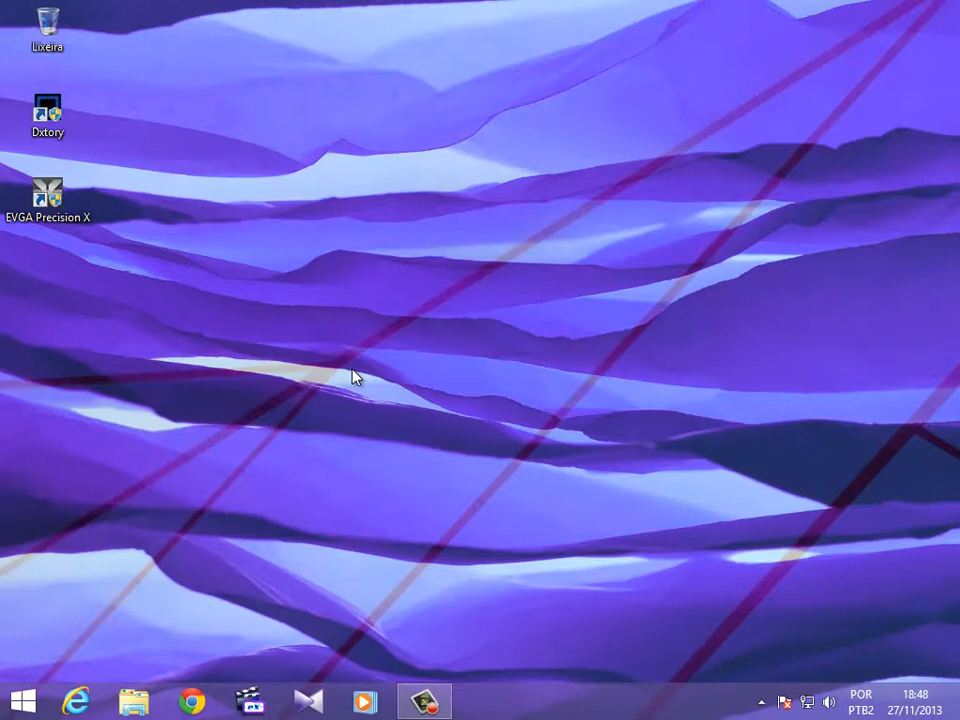 Lixeira
Dxtory
EVGA Precision X
POR
PTB2
18:48
27/11/2013